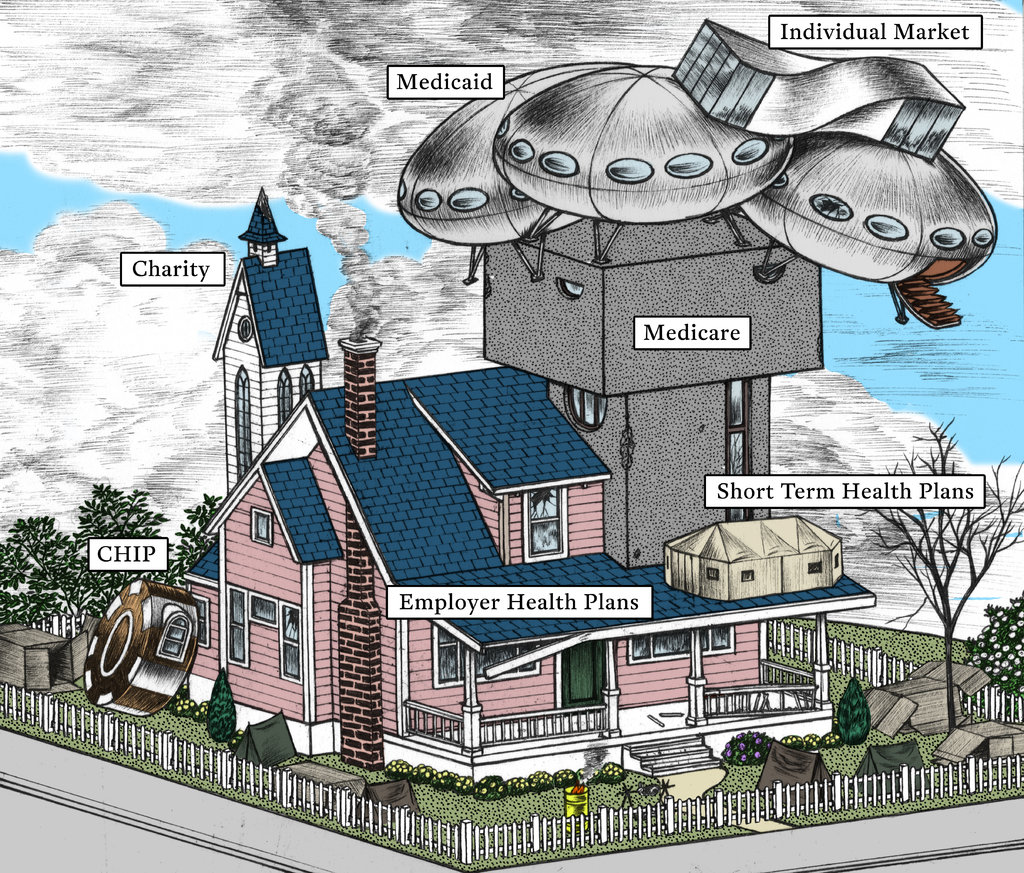 Individual Market
Medicaid
Charity
Medicare
Short Term Health Plans
CHIP
Employer Health Plans